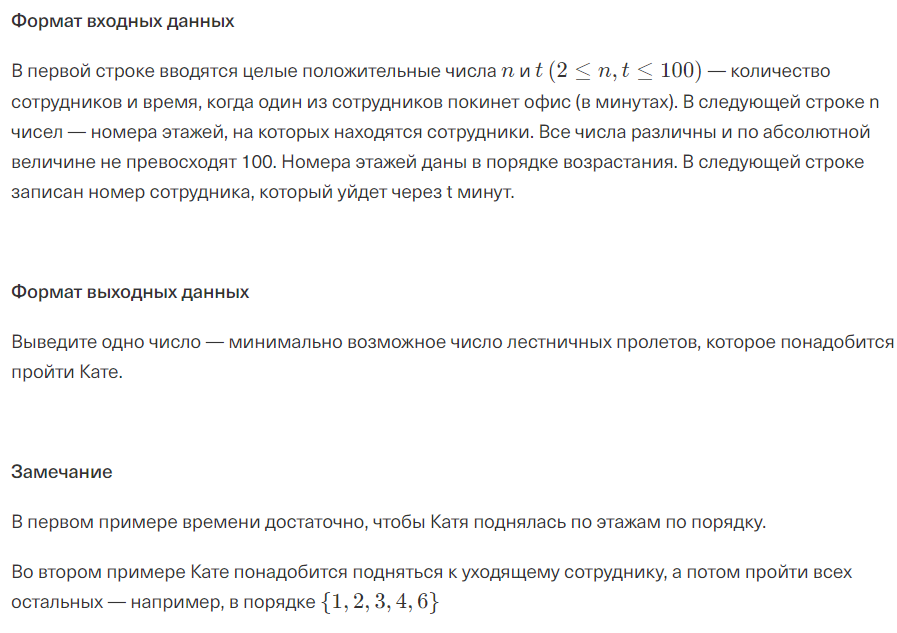 Формат входных данных
В первой строке вводятся целые положительные числа n и t (2 ≤ n, t ≤ 100) — количество
сотрудников и время, когда один из сотрудников покинет офис (в минутах). В следующей строке n
чисел — номера этажей, на которых находятся сотрудники. Все числа различны и по абсолютной
величине не превосходят 100. Номера этажей даны в порядке возрастания. В следующей строке
записан номер сотрудника, который уйдет через t минут.
Формат выходных данных
Выведите одно число — минимально возможное число лестничных пролетов, которое понадобится
пройти Кате.
Замечание
В первом примере времени достаточно, чтобы Катя поднялась по этажам по порядку.
Во втором примере Кате понадобится подняться к уходящему сотруднику, а потом пройти всех
остальных — например, в порядке {1, 2, 3, 4, 6}